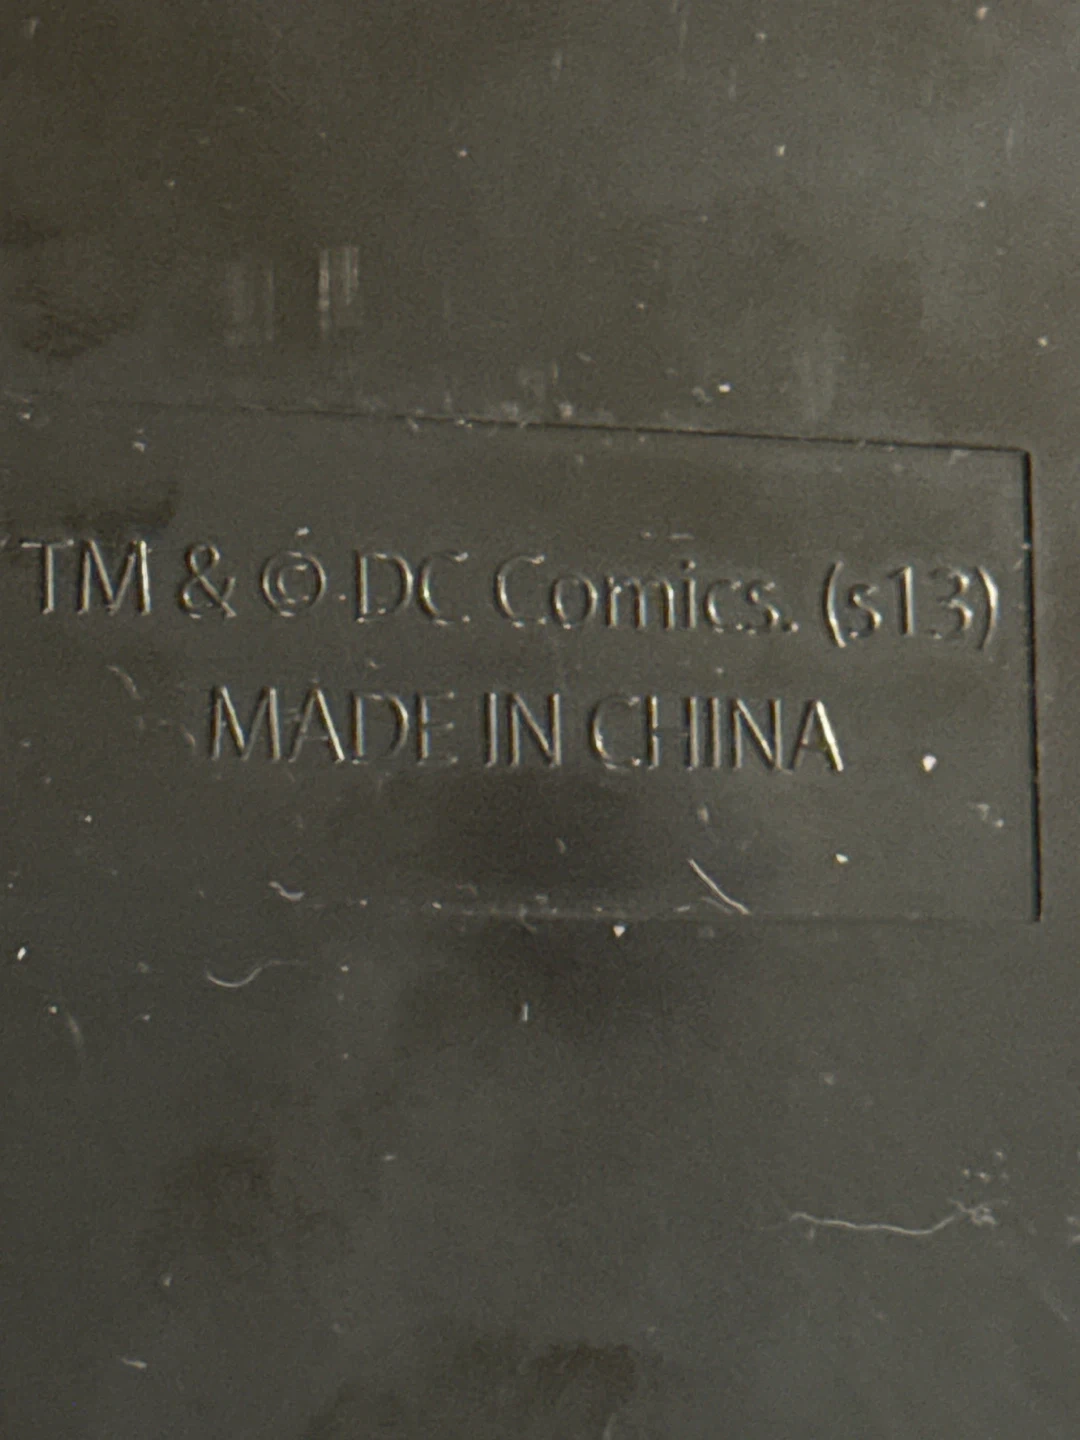 TM & © DC Comics. (s13)
MADE IN CHINA